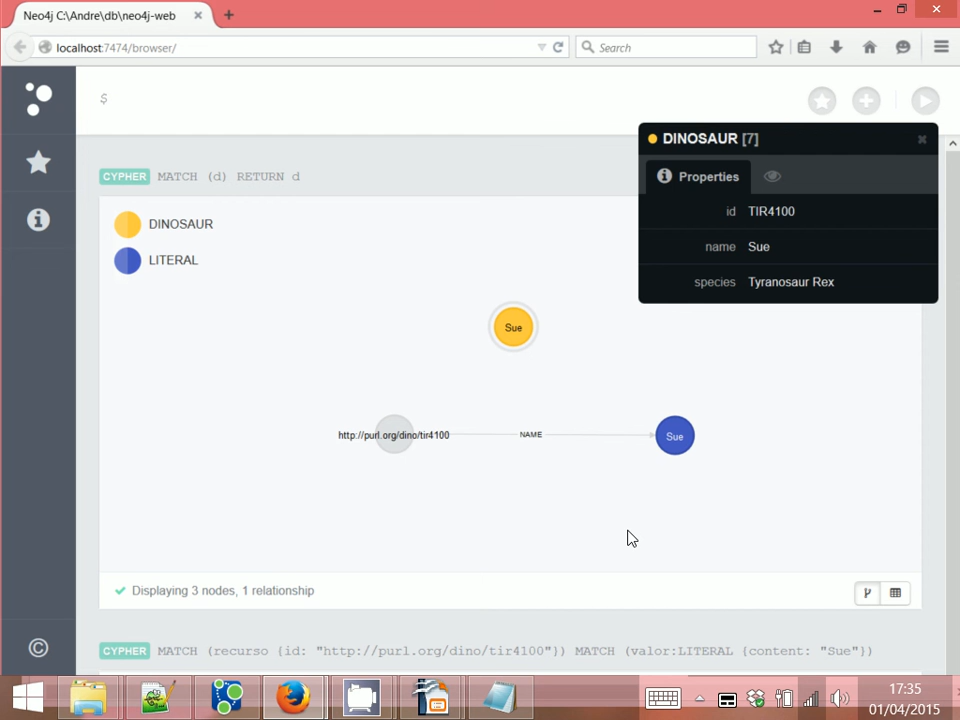 Neo4j C:\Andre\db\neo4j-web
localhost:7474/browser/
Search
$
DINOSAUR [7]
Properties
id TIR4100
name Sue
species Tyranosaur Rex
CYPHER MATCH (d) RETURN d
DINOSAUR
LITERAL
Sue
http://purl.org/dino/tir4100 NAME Sue
Displaying 3 nodes, 1 relationship
CYPHER MATCH (recurso {id: "http://purl.org/dino/tir4100"}) MATCH (valor:LITERAL {content: "Sue"})
17:35
01/04/2015